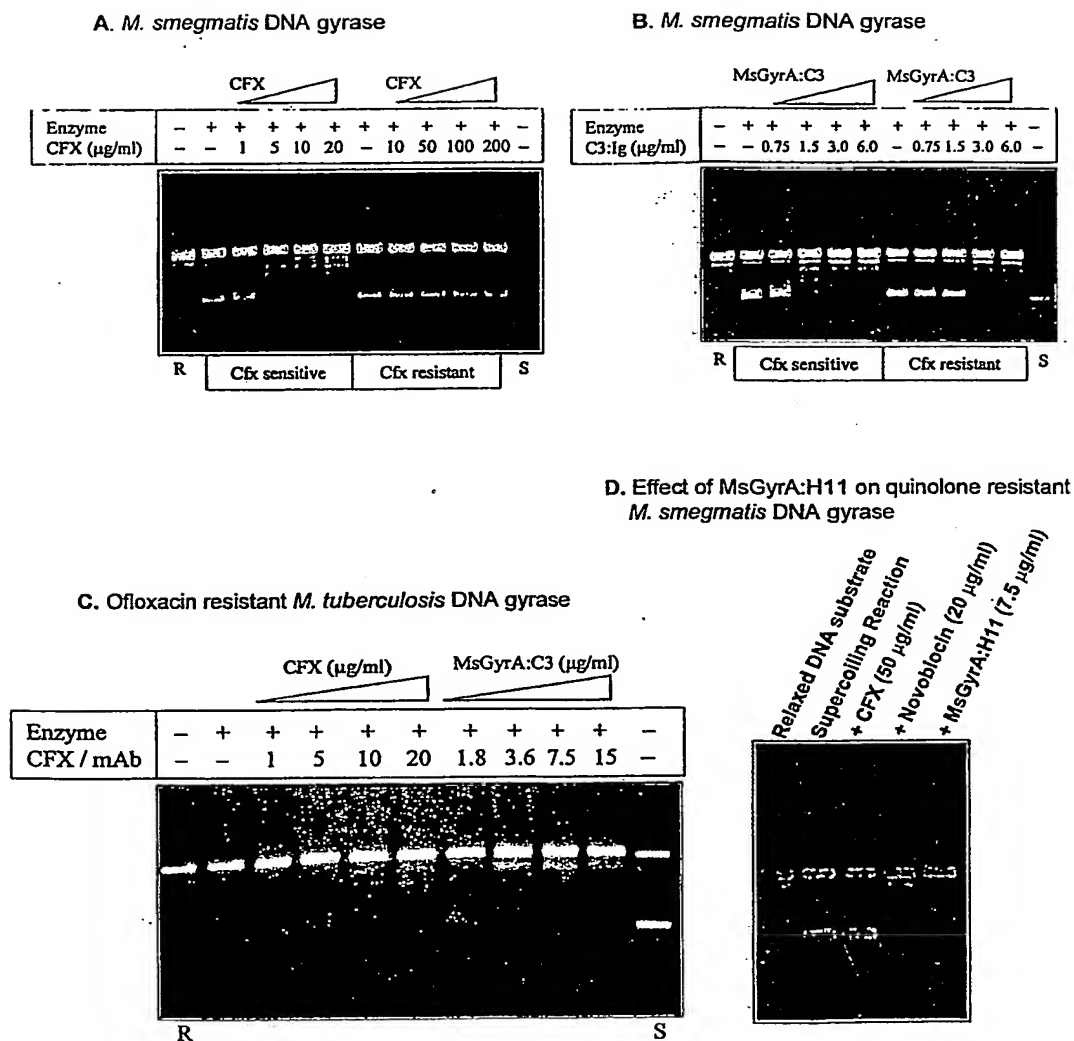 A. M. smegmatis DNA gyrase
CFX CFX
Enzyme – + + + + + + + + + + –
CFX (µg/ml) – – 1 5 10 20 – 10 50 100 200 –
R Cfx sensitive Cfx resistant S
B. M. smegmatis DNA gyrase
MsGyrA:C3 MsGyrA:C3
Enzyme – + + + + + + + + + + –
C3:Ig (µg/ml) – – 0.75 1.5 3.0 6.0 – 0.75 1.5 3.0 6.0 –
R Cfx sensitive Cfx resistant S
C. Ofloxacin resistant M. tuberculosis DNA gyrase
CFX (µg/ml) MsGyrA:C3 (µg/ml)
Enzyme – + + + + + + + + + –
CFX / mAb – – 1 5 10 20 1.8 3.6 7.5 15 –
R S
D. Effect of MsGyrA:H11 on quinolone resistant
M. smegmatis DNA gyrase
Relaxed DNA substrate
Supercoiling Reaction
+ CFX (50 µg/ml)
+ Novoblocin (20 µg/ml)
+ MsGyrA:H11 (7.5 µg/ml)